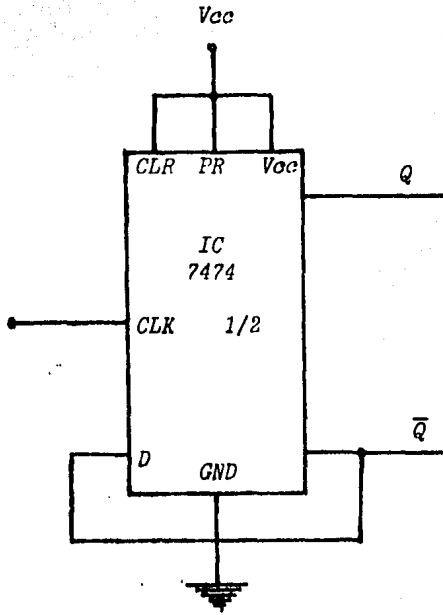 Vcc
CLR PR Vcc
Q
IC
7474
CLK 1/2
Q̅
D
GND